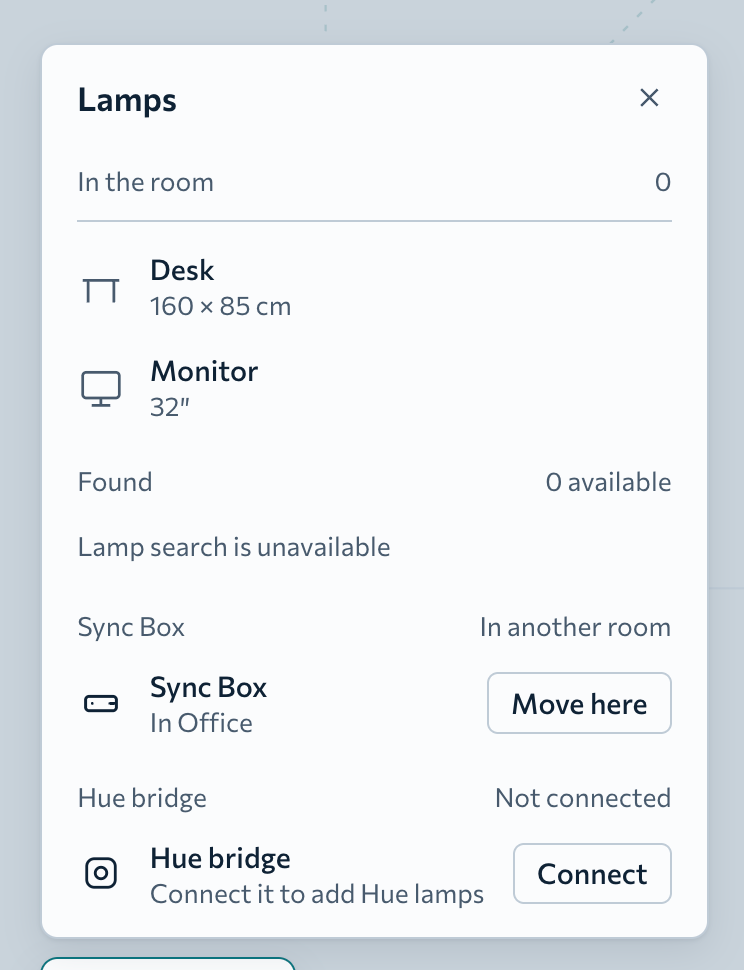 Lamps
In the room 0
Desk
160 × 85 cm
Monitor
32″
Found 0 available
Lamp search is unavailable
Sync Box In another room
Sync Box
In Office
Move here
Hue bridge Not connected
Hue bridge
Connect it to add Hue lamps
Connect